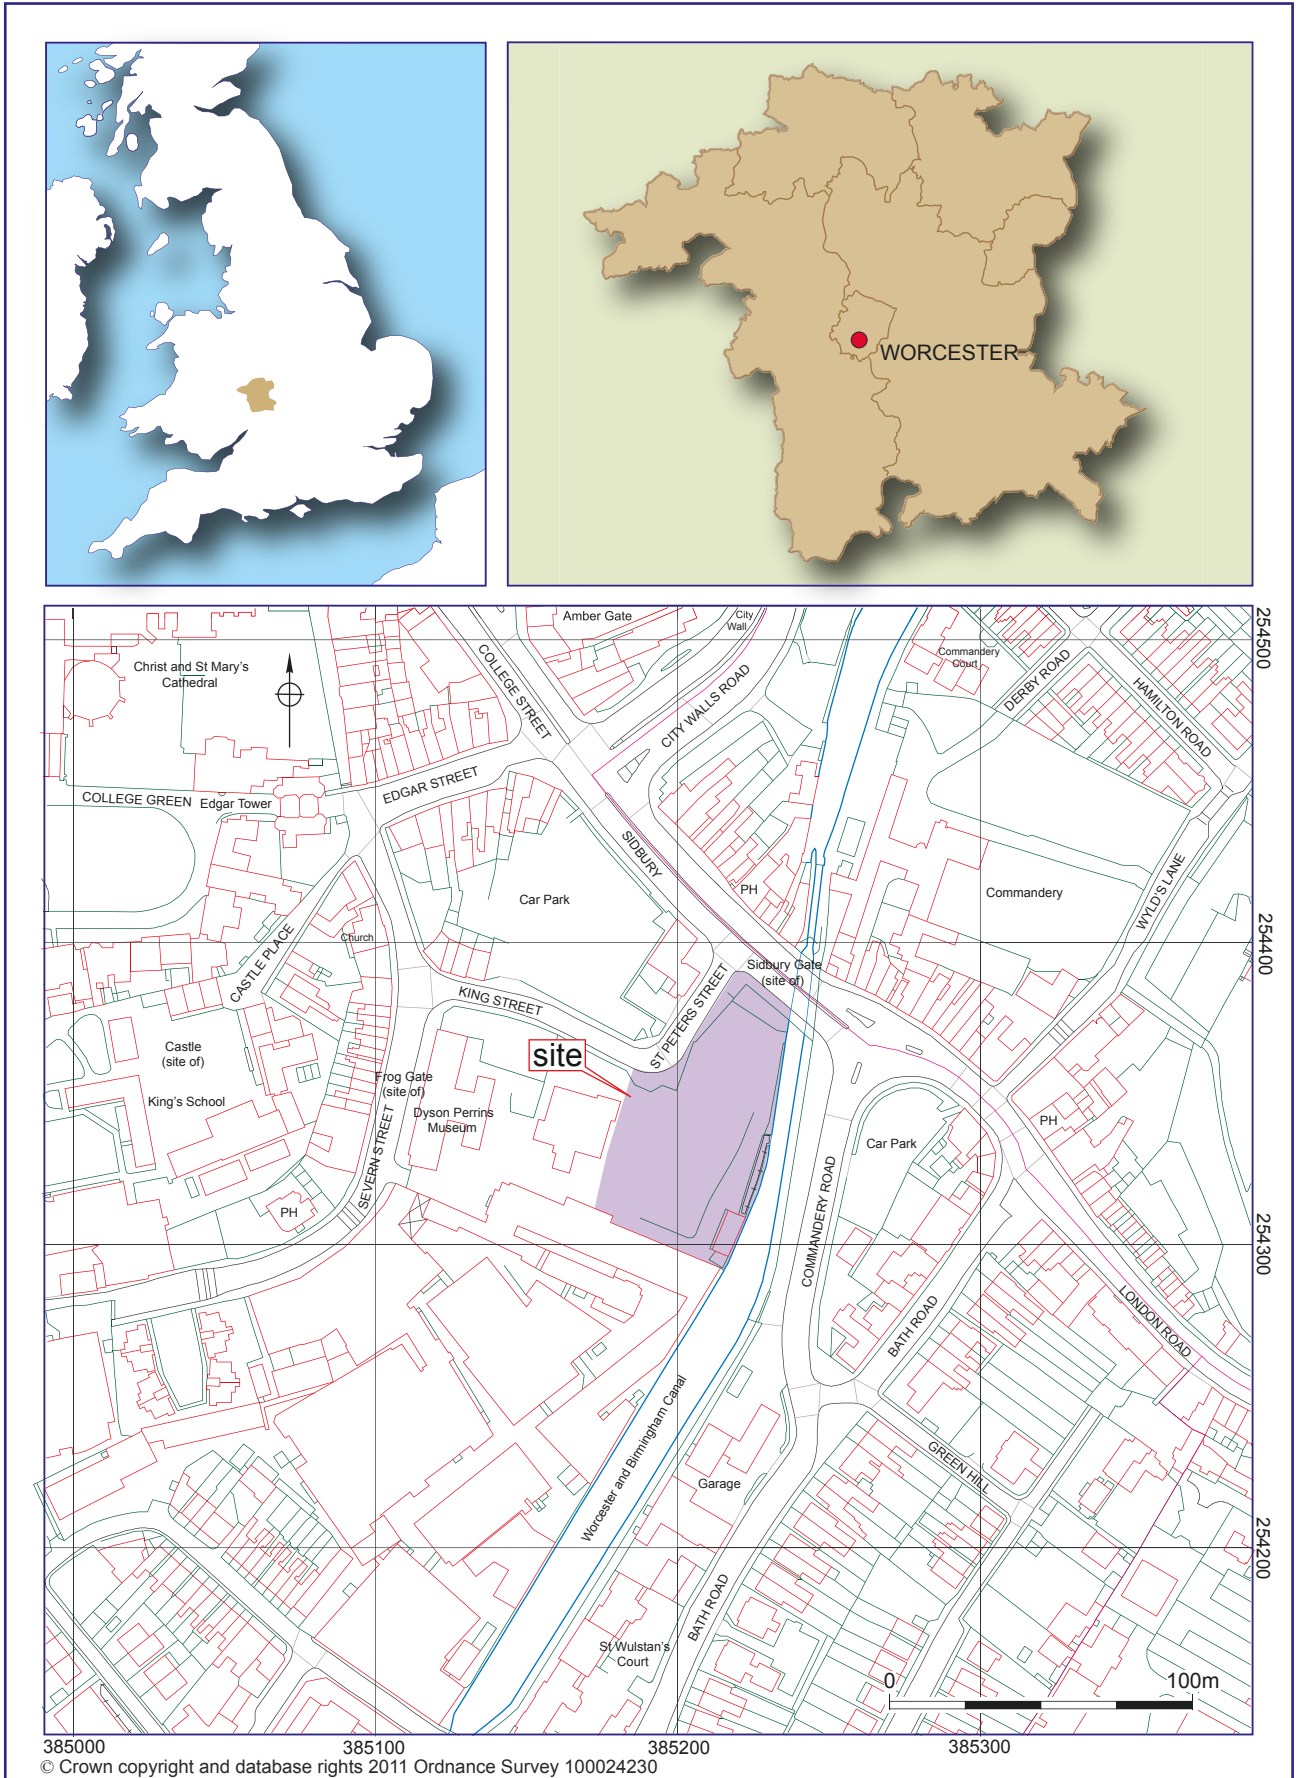 WORCESTER
Amber Gate
City
Wall
254500
Christ and St Mary's
Cathedral
COLLEGE STREET
CITY WALLS ROAD
Commandery
Court
DERBY ROAD
HAMILTON ROAD
COLLEGE GREEN
Edgar Tower
EDGAR STREET
SIDBURY
PH
Car Park
Commandery
WYLD'S LANE
Church
CASTLE PLACE
254400
Sidbury Gate
(site of)
KING STREET
ST PETERS STREET
Castle
(site of)
site
Frog Gate
(site of)
King's School
Dyson Perrins
Museum
PH
Car Park
SEVERN STREET
PH
COMMANDERY ROAD
254300
BATH ROAD
LONDON ROAD
Worcester and Birmingham Canal
GREEN HILL
Garage
254200
BATH ROAD
St Wulstan's
Court
0
100m
385000
385100
385200
385300
© Crown copyright and database rights 2011 Ordnance Survey 100024230